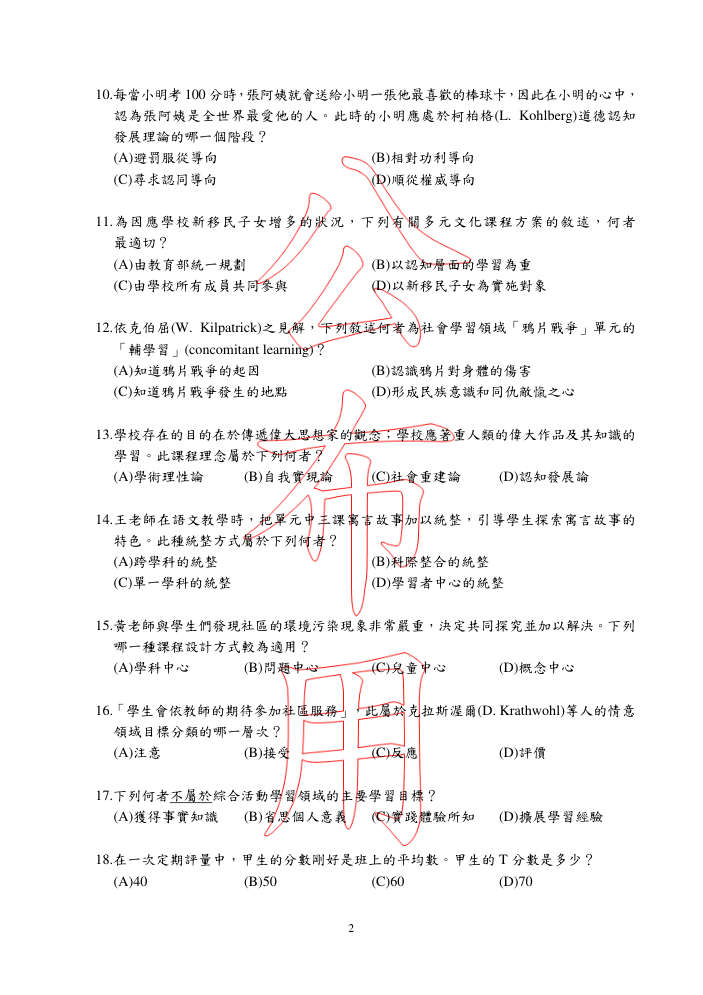 10.每當小明考 100 分時，張阿姨就會送給小明一張他最喜歡的棒球卡，因此在小明的心中，
認為張阿姨是全世界最愛他的人。此時的小明應處於柯柏格(L. Kohlberg)道德認知
發展理論的哪一個階段？
(A)避罰服從導向 (B)相對功利導向
(C)尋求認同導向 (D)順從權威導向
11.為因應學校新移民子女增多的狀況，下列有關多元文化課程方案的敘述，何者
最適切？
(A)由教育部統一規劃 (B)以認知層面的學習為重
(C)由學校所有成員共同參與 (D)以新移民子女為實施對象
12.依克伯屈(W. Kilpatrick)之見解，下列敘述何者為社會學習領域「鴉片戰爭」單元的
「輔學習」(concomitant learning)？
(A)知道鴉片戰爭的起因 (B)認識鴉片對身體的傷害
(C)知道鴉片戰爭發生的地點 (D)形成民族意識和同仇敵愾之心
13.學校存在的目的在於傳遞偉大思想家的觀念；學校應著重人類的偉大作品及其知識的
學習。此課程理念屬於下列何者？
(A)學術理性論 (B)自我實現論 (C)社會重建論 (D)認知發展論
14.王老師在語文教學時，把單元中三課寓言故事加以統整，引導學生探索寓言故事的
特色。此種統整方式屬於下列何者？
(A)跨學科的統整 (B)科際整合的統整
(C)單一學科的統整 (D)學習者中心的統整
15.黃老師與學生們發現社區的環境污染現象非常嚴重，決定共同探究並加以解決。下列
哪一種課程設計方式較為適用？
(A)學科中心 (B)問題中心 (C)兒童中心 (D)概念中心
16.「學生會依教師的期待參加社區服務」，此屬於克拉斯渥爾(D. Krathwohl)等人的情意
領域目標分類的哪一層次？
(A)注意 (B)接受 (C)反應 (D)評價
17.下列何者不屬於綜合活動學習領域的主要學習目標？
(A)獲得事實知識 (B)省思個人意義 (C)實踐體驗所知 (D)擴展學習經驗
18.在一次定期評量中，甲生的分數剛好是班上的平均數。甲生的 T 分數是多少？
(A)40 (B)50 (C)60 (D)70
2
公布用